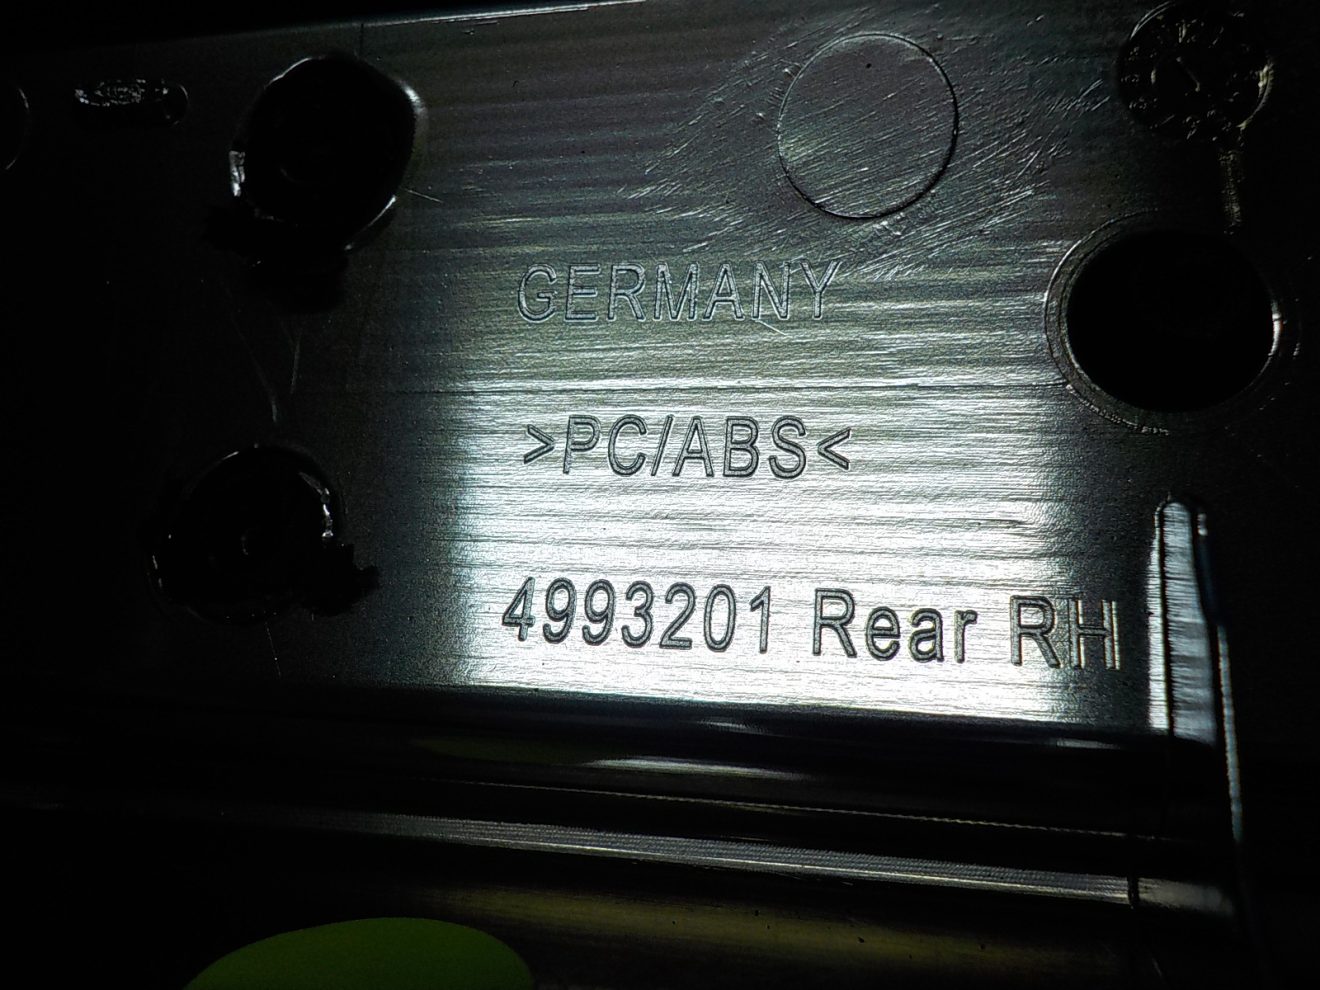 GERMANY
>PC/ABS<
4993201 Rear RH